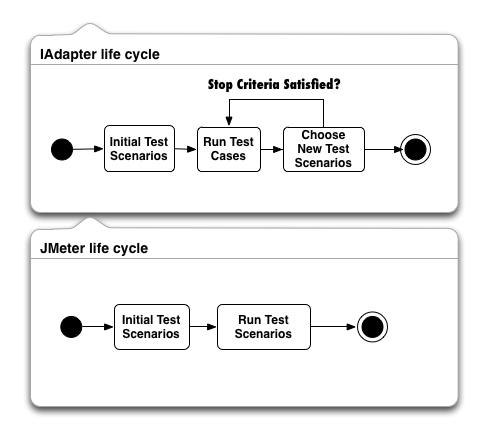 IAdapter life cycle
Stop Criteria Satisfied?
Initial Test
Scenarios
Run Test
Cases
Choose
New Test
Scenarios
JMeter life cycle
Initial Test
Scenarios
Run Test
Scenarios